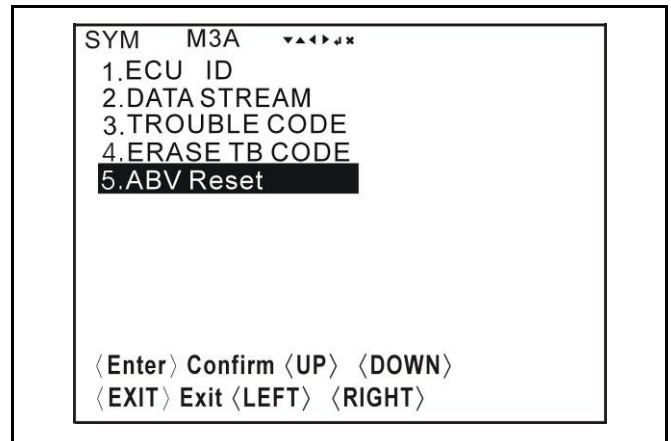 SYM M3A ▼▲◀▶↲✖
1.ECU ID
2.DATA STREAM
3.TROUBLE CODE
4.ERASE TB CODE
5.ABV Reset
〈Enter〉 Confirm 〈UP〉 〈DOWN〉
〈EXIT〉 Exit 〈LEFT〉 〈RIGHT〉